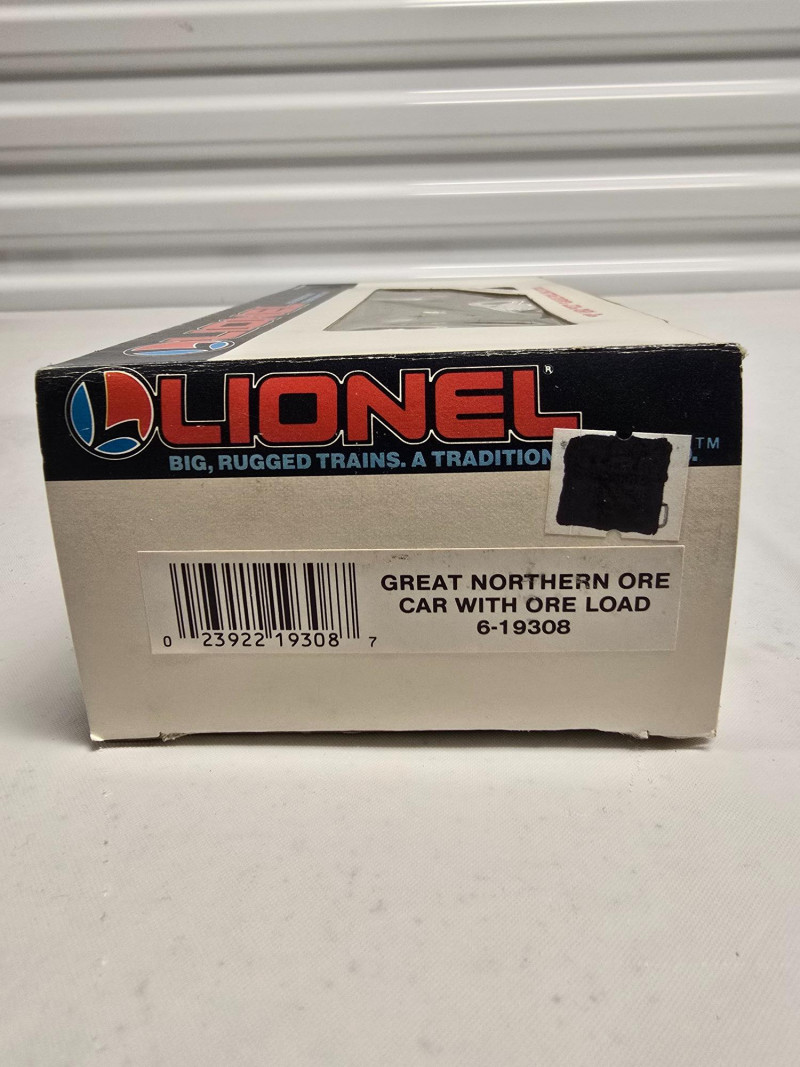 LIONEL
LIONEL®
BIG, RUGGED TRAINS. A TRADITION
™
GREAT NORTHERN ORE
CAR WITH ORE LOAD
6-19308
0 23922 19308 7